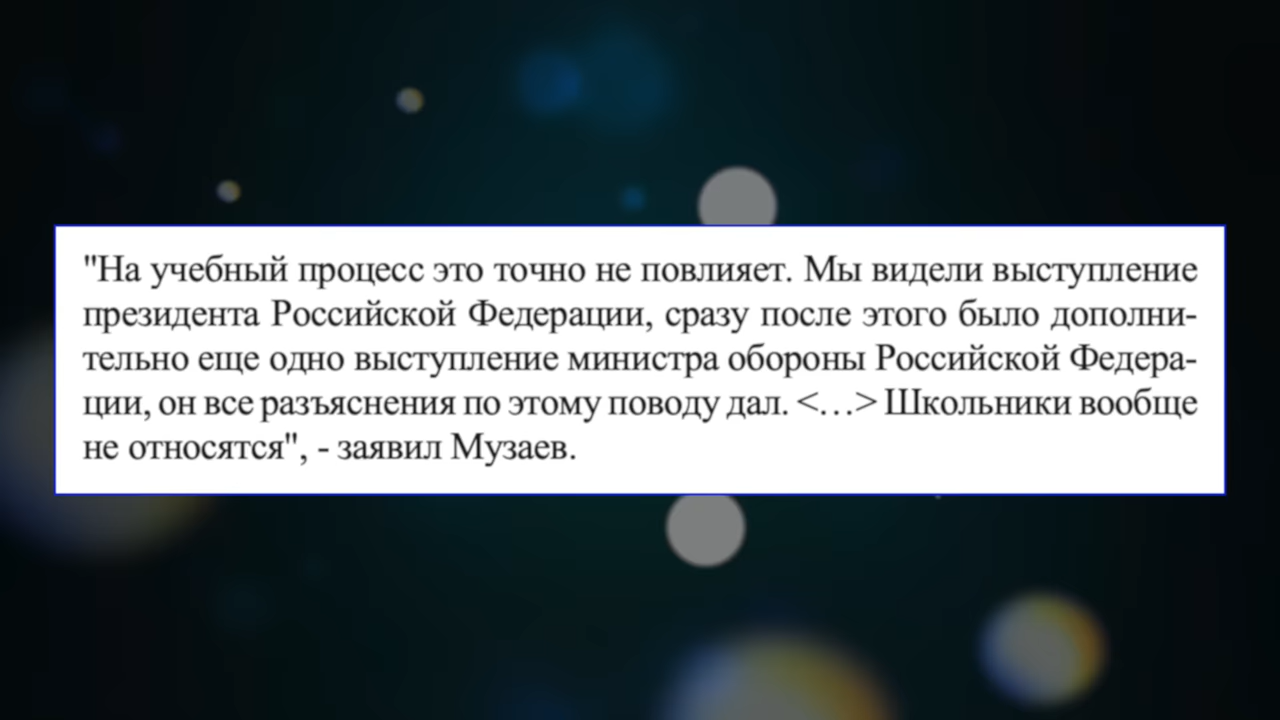 "На учебный процесс это точно не повлияет. Мы видели выступление
президента Российской Федерации, сразу после этого было дополни-
тельно еще одно выступление министра обороны Российской Федера-
ции, он все разъяснения по этому поводу дал. <…> Школьники вообще
не относятся", - заявил Музаев.